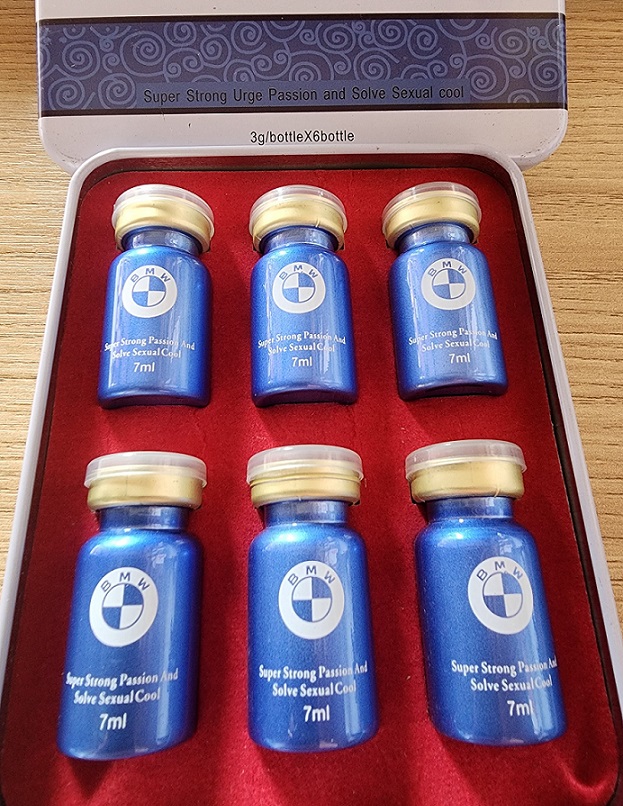 Super Strong Urge Passion and Solve Sexual cool
3g/bottleX6bottle
BMW
Super Strong Passion And
Solve Sexual Cool
7ml
BMW
Super Strong Passion And
Solve Sexual Cool
7ml
BMW
Super Strong Passion And
Solve Sexual Cool
7ml
BMW
Super Strong Passion And
Solve Sexual Cool
7ml
BMW
Super Strong Passion And
Solve Sexual Cool
7ml
BMW
Super Strong Passion And
Solve Sexual Cool
7ml